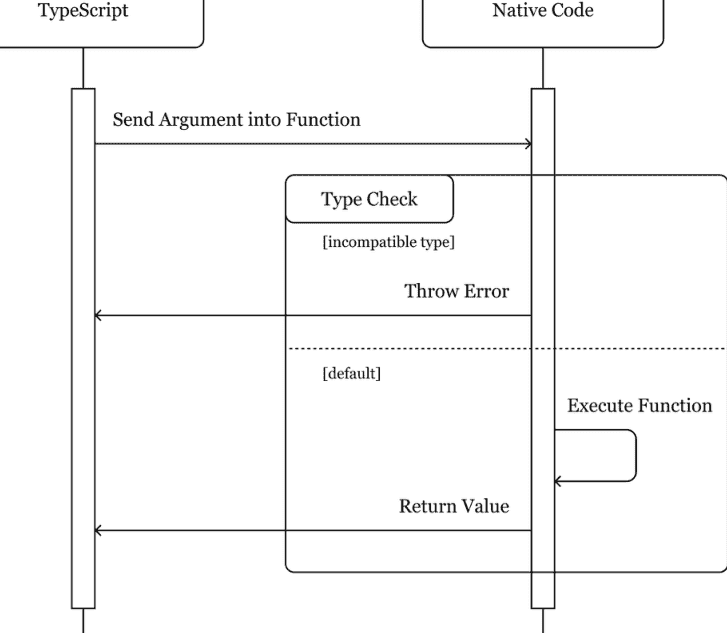 TypeScript
Native Code
Send Argument into Function
Type Check
[incompatible type]
Throw Error
[default]
Execute Function
Return Value